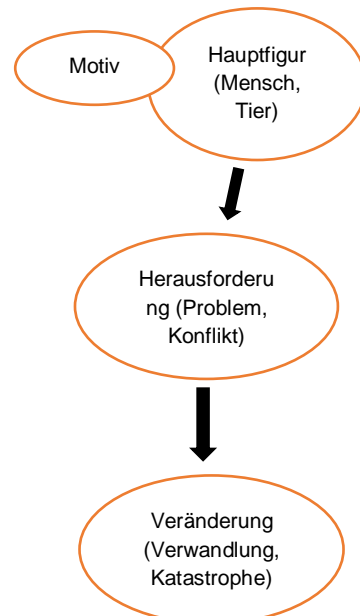 Motiv
Hauptfigur
(Mensch,
Tier)
Herausforderu
ng (Problem,
Konflikt)
Veränderung
(Verwandlung,
Katastrophe)